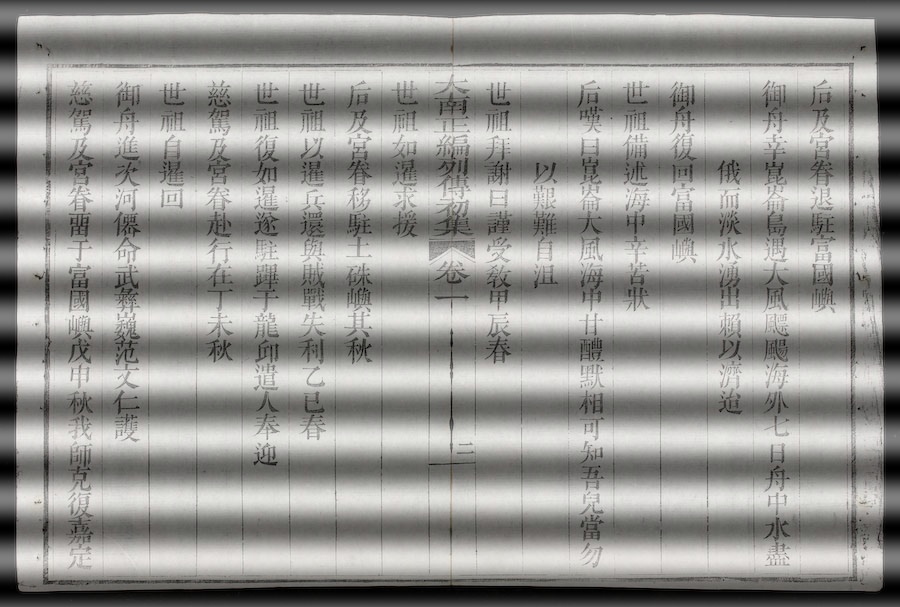 后及宮眷退駐富國嶼
御舟幸崑崙島遇大風飃颺海外七日舟中水盡
俄而淡水湧出賴以濟迨
御舟復回富國嶼
世祖備述海中辛苦狀
后嘆曰崑崙大風海中甘醴默相可知吾兒當勿
以艱難自沮
世祖拜謝曰謹受敎甲辰春
大南正編列傳初集 卷一 三
世祖如暹求援
后及宮眷移駐土硃嶼其秋
世祖以暹兵還與賊戰失利乙巳春
世祖復如暹遂駐蹕于龍邱遣人奉迎
慈駕及宮眷赴行在丁未秋
世祖自暹回
御舟進次河僊命武彝巍范文仁護
慈駕及宮眷畱于富國嶼戊申秋我師克復嘉定